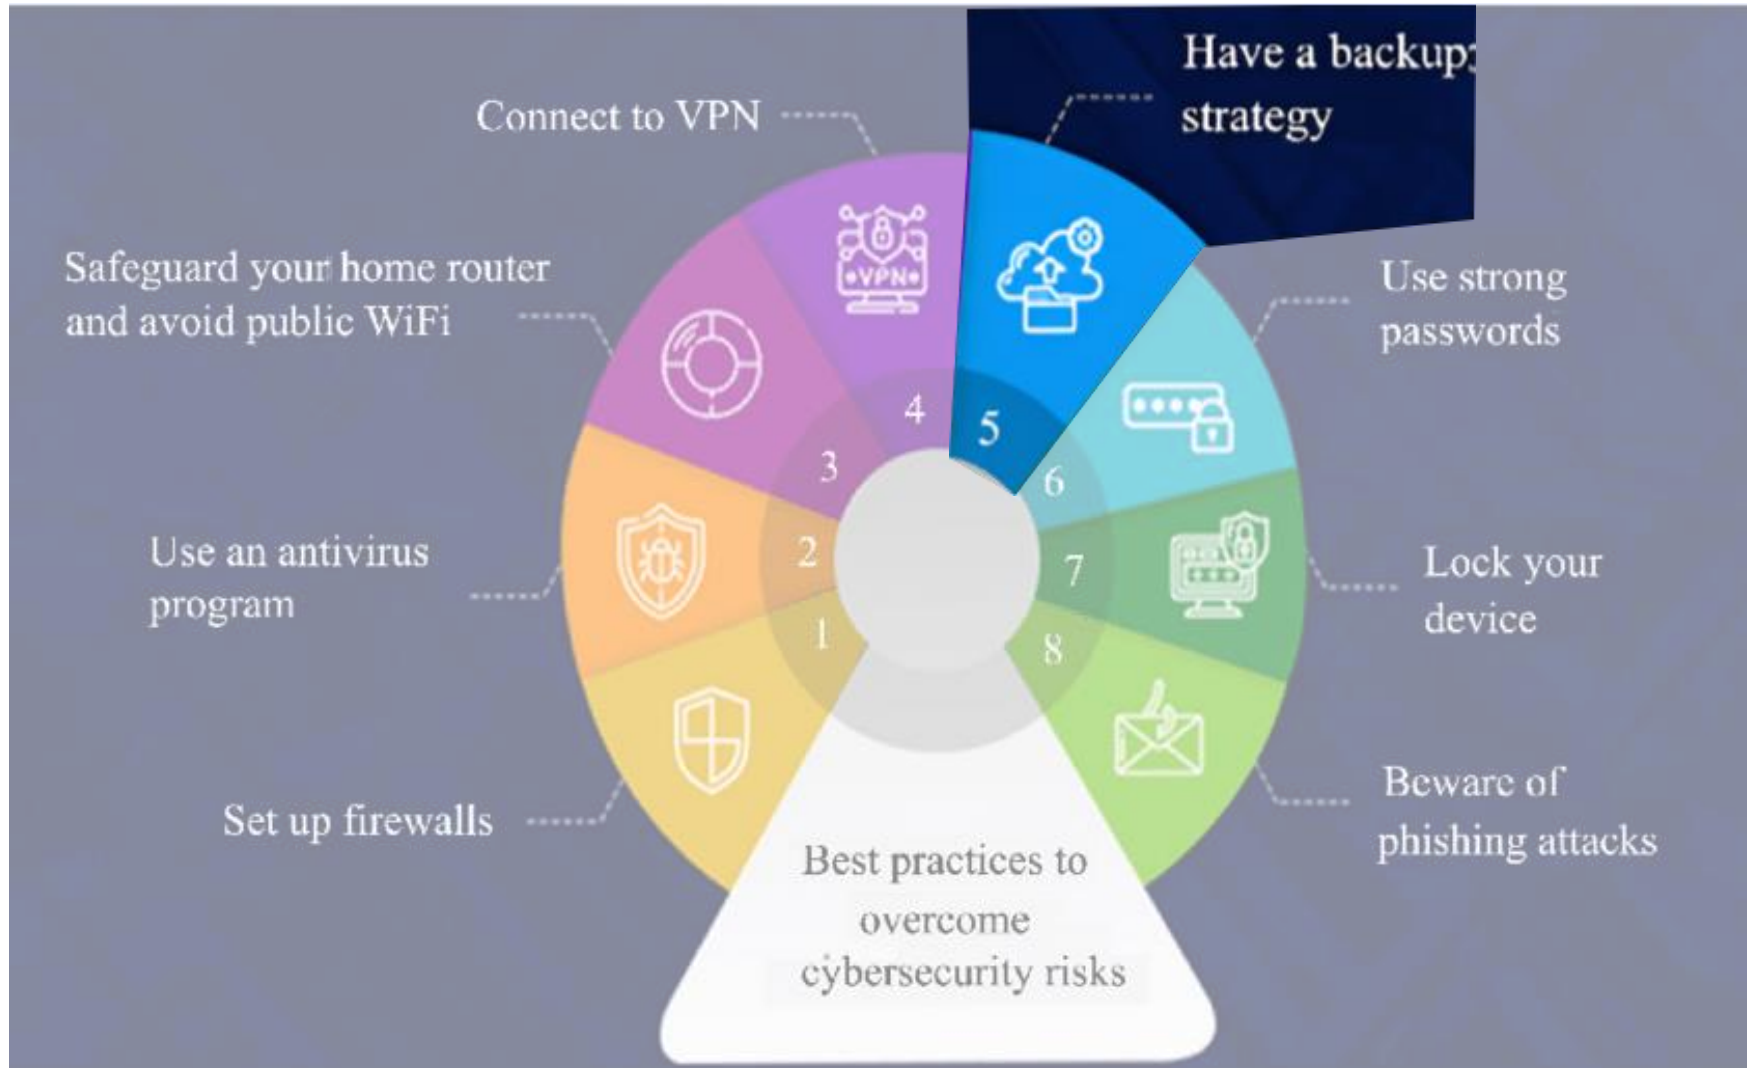 Have a backup
strategy
Connect to VPN
Safeguard your home router
and avoid public WiFi
Use strong
passwords
Use an antivirus
program
Lock your
device
Set up firewalls
Beware of
phishing attacks
VPN
1
2
3
4
5
6
7
8
Best practices to
overcome
cybersecurity risks